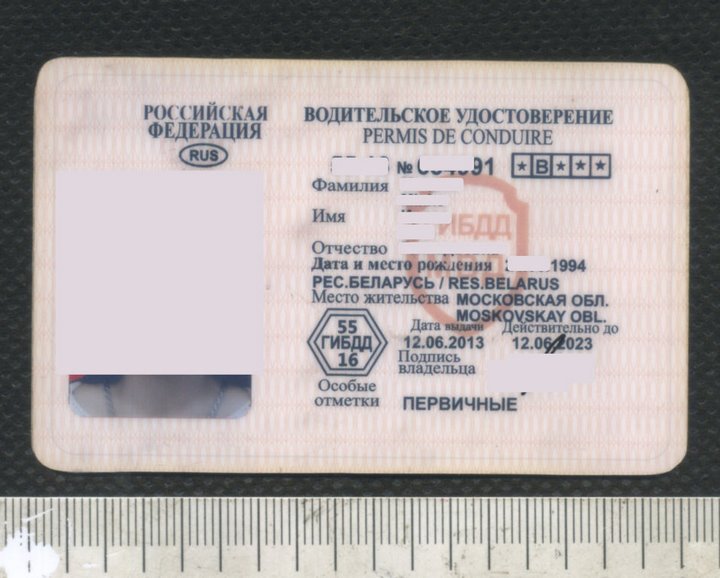 РОССИЙСКАЯ
ФЕДЕРАЦИЯ
RUS
ВОДИТЕЛЬСКОЕ УДОСТОВЕРЕНИЕ
PERMIS DE CONDUIRE
№ 91 *B***
Фамилия
Имя
ГИБДД
Отчество
МВД
Дата и место рождения 1994
РЕС.БЕЛАРУСЬ / RES.BELARUS
Место жительства МОСКОВСКАЯ ОБЛ.
MOSKOVSKAY OBL.
Дата выдачи Действительно до
12.06.2013 12.06.2023
55
ГИБДД
16
Подпись
владельца
Особые
отметки ПЕРВИЧНЫЕ